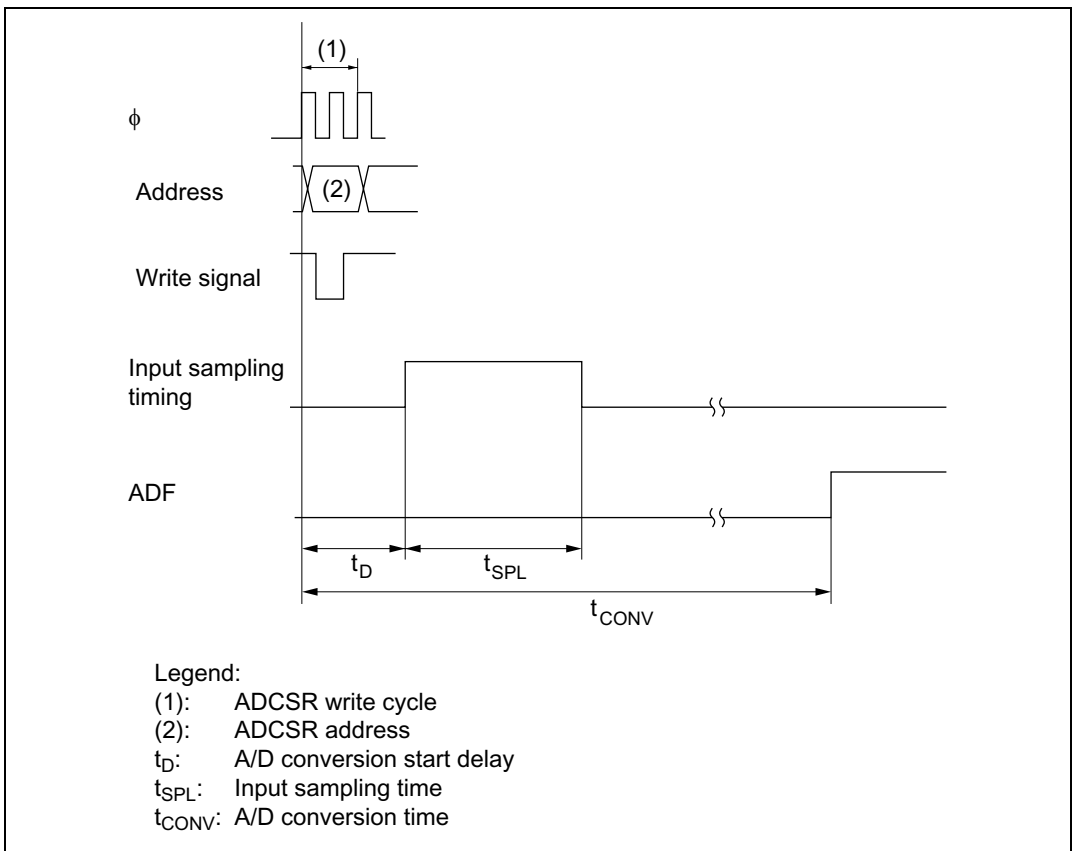 (1)
ϕ
Address
(2)
Write signal
Input sampling
timing
ADF
tD
tSPL
tCONV
Legend:
(1): ADCSR write cycle
(2): ADCSR address
tD: A/D conversion start delay
tSPL: Input sampling time
tCONV: A/D conversion time